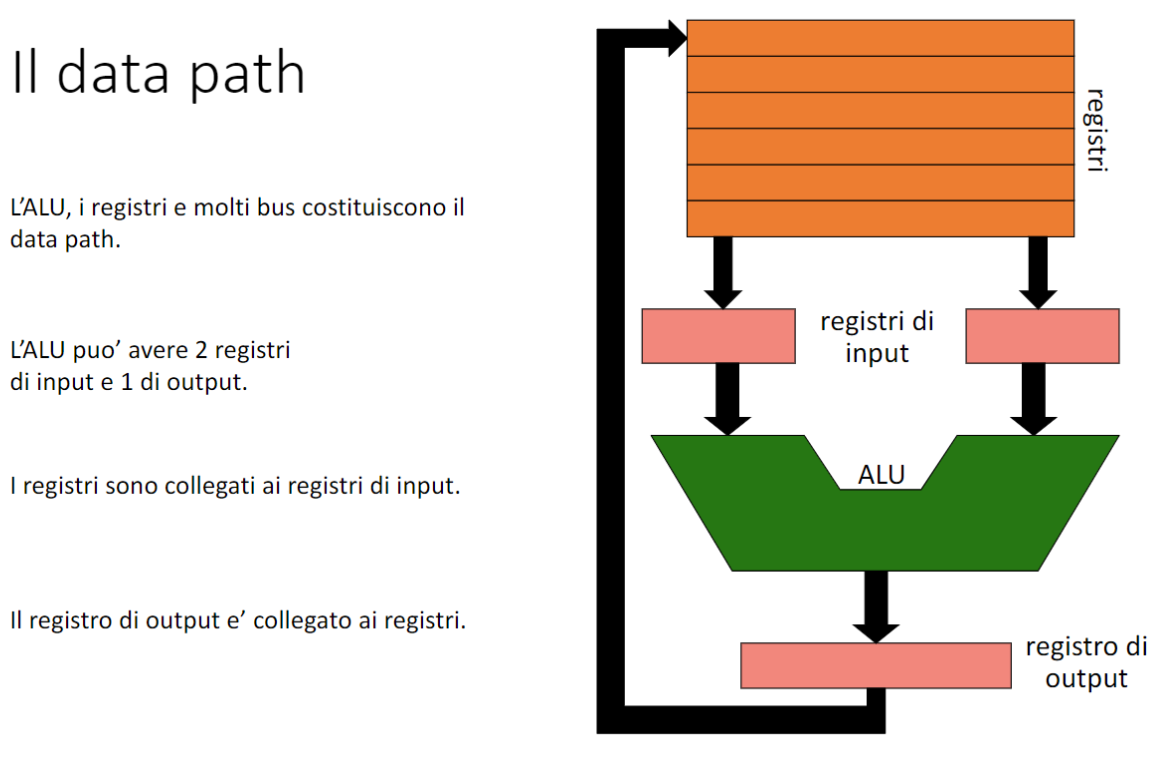 Il data path
L’ALU, i registri e molti bus costituiscono il
data path.
L’ALU puo’ avere 2 registri
di input e 1 di output.
I registri sono collegati ai registri di input.
Il registro di output e’ collegato ai registri.
registri
registri di
input
ALU
registro di
output